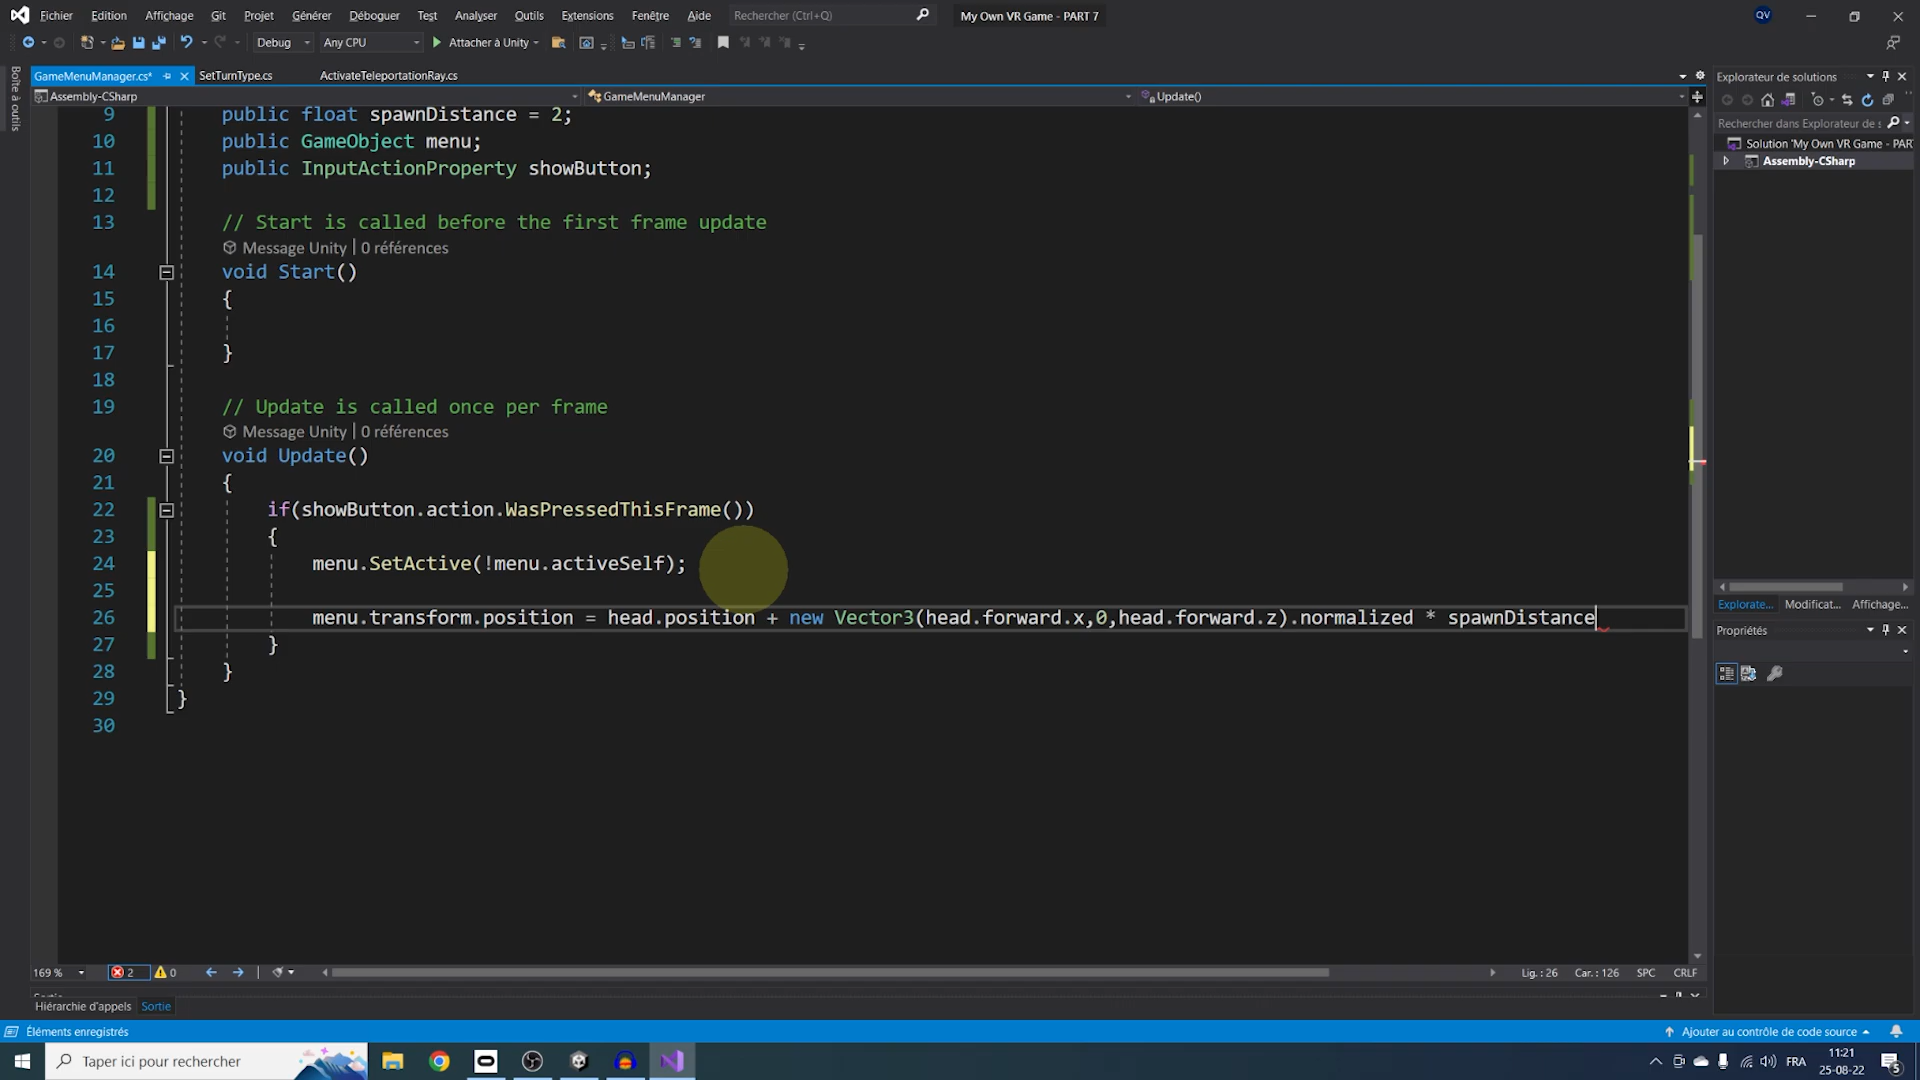 Fichier Edition Affichage Git Projet Générer Déboguer Test Analyser Outils Extensions Fenêtre Aide Rechercher (Ctrl+Q) My Own VR Game - PART 7 QV
Debug Any CPU Attacher à Unity
Boîte à outils
GameMenuManager.cs* SetTurnType.cs ActivateTeleportationRay.cs
Assembly-CSharp GameMenuManager Update()
9 public float spawnDistance = 2;
10 public GameObject menu;
11 public InputActionProperty showButton;
12
13 // Start is called before the first frame update
Message Unity | 0 références
14 void Start()
15 {
16
17 }
18
19 // Update is called once per frame
Message Unity | 0 références
20 void Update()
21 {
22 if(showButton.action.WasPressedThisFrame())
23 {
24 menu.SetActive(!menu.activeSelf);
25
26 menu.transform.position = head.position + new Vector3(head.forward.x,0,head.forward.z).normalized * spawnDistance
27 }
28 }
29 }
30
169 % 2 0 Lig. : 26 Car. : 126 SPC CRLF
Hiérarchie d'appels Sortie
Explorateur de solutions
Rechercher dans Explorateur de s
Solution 'My Own VR Game - PAR
Assembly-CSharp
Explorate... Modificat... Affichage...
Propriétés
Éléments enregistrés Ajouter au contrôle de code source
Taper ici pour rechercher FRA 11:21
25-08-22 5